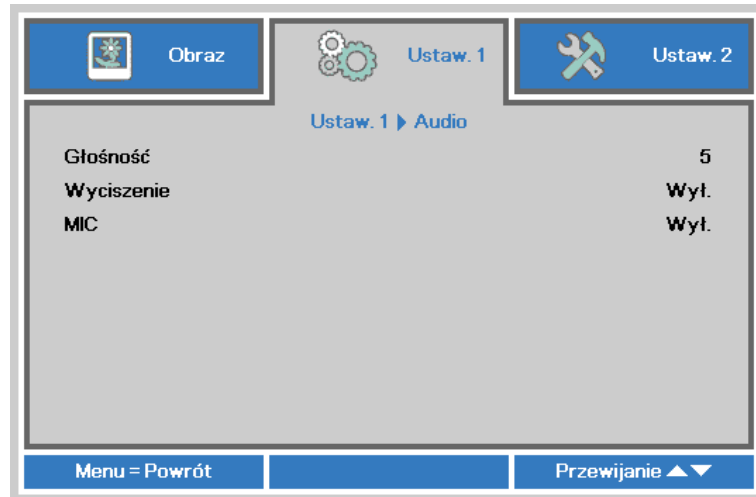 Obraz
Ustaw. 1
Ustaw. 2
Ustaw. 1 ▶ Audio
Głośność 5
Wyciszenie Wył.
MIC Wył.
Menu = Powrót
Przewijanie ▲▼